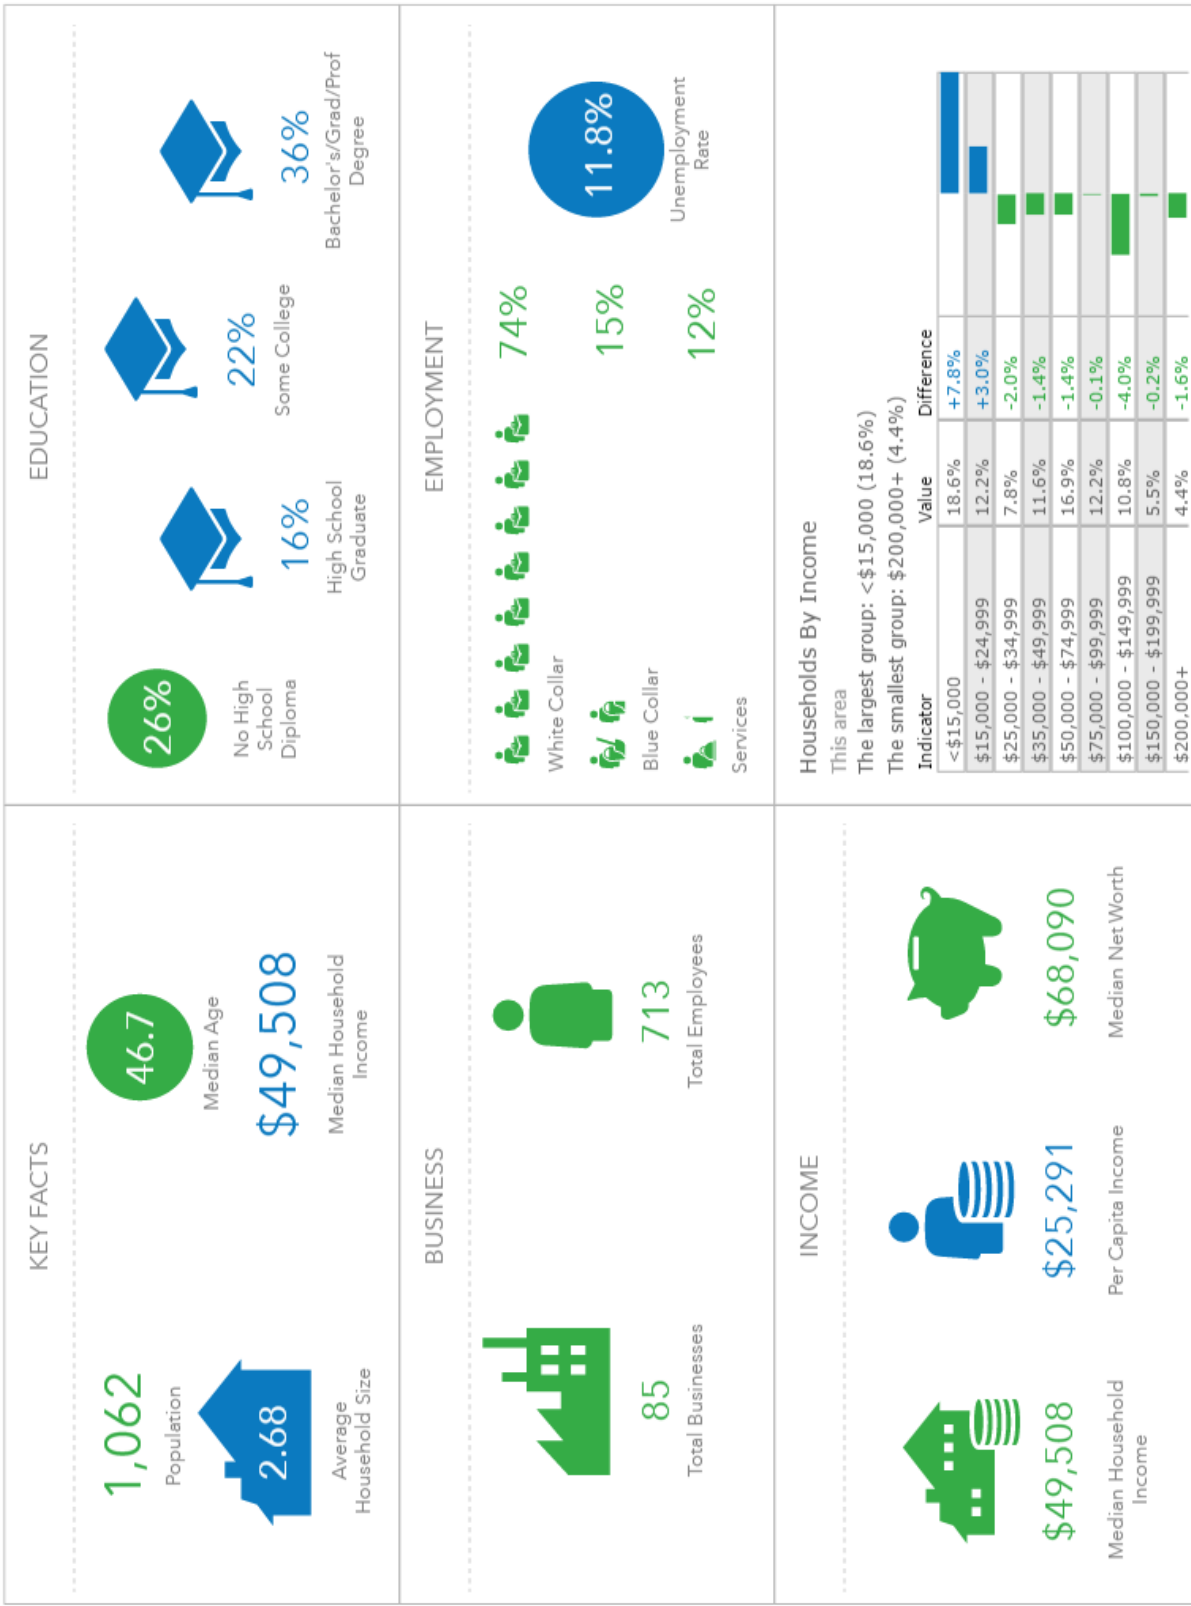 KEY FACTS
1,062
Population
46.7
Median Age
2.68
Average
Household Size
$49,508
Median Household
Income
EDUCATION
26%
No High
School
Diploma
16%
High School
Graduate
22%
Some College
36%
Bachelor's/Grad/Prof
Degree
BUSINESS
85
Total Businesses
713
Total Employees
EMPLOYMENT
White Collar
74%
Blue Collar
15%
Services
12%
11.8%
Unemployment
Rate
INCOME
$49,508
Median Household
Income
$25,291
Per Capita Income
$68,090
Median Net Worth
Households By Income
This area
The largest group: <$15,000 (18.6%)
The smallest group: $200,000+ (4.4%)
Indicator Value Difference
<$15,000 18.6% +7.8%
$15,000 - $24,999 12.2% +3.0%
$25,000 - $34,999 7.8% -2.0%
$35,000 - $49,999 11.6% -1.4%
$50,000 - $74,999 16.9% -1.4%
$75,000 - $99,999 12.2% -0.1%
$100,000 - $149,999 10.8% -4.0%
$150,000 - $199,999 5.5% -0.2%
$200,000+ 4.4% -1.6%